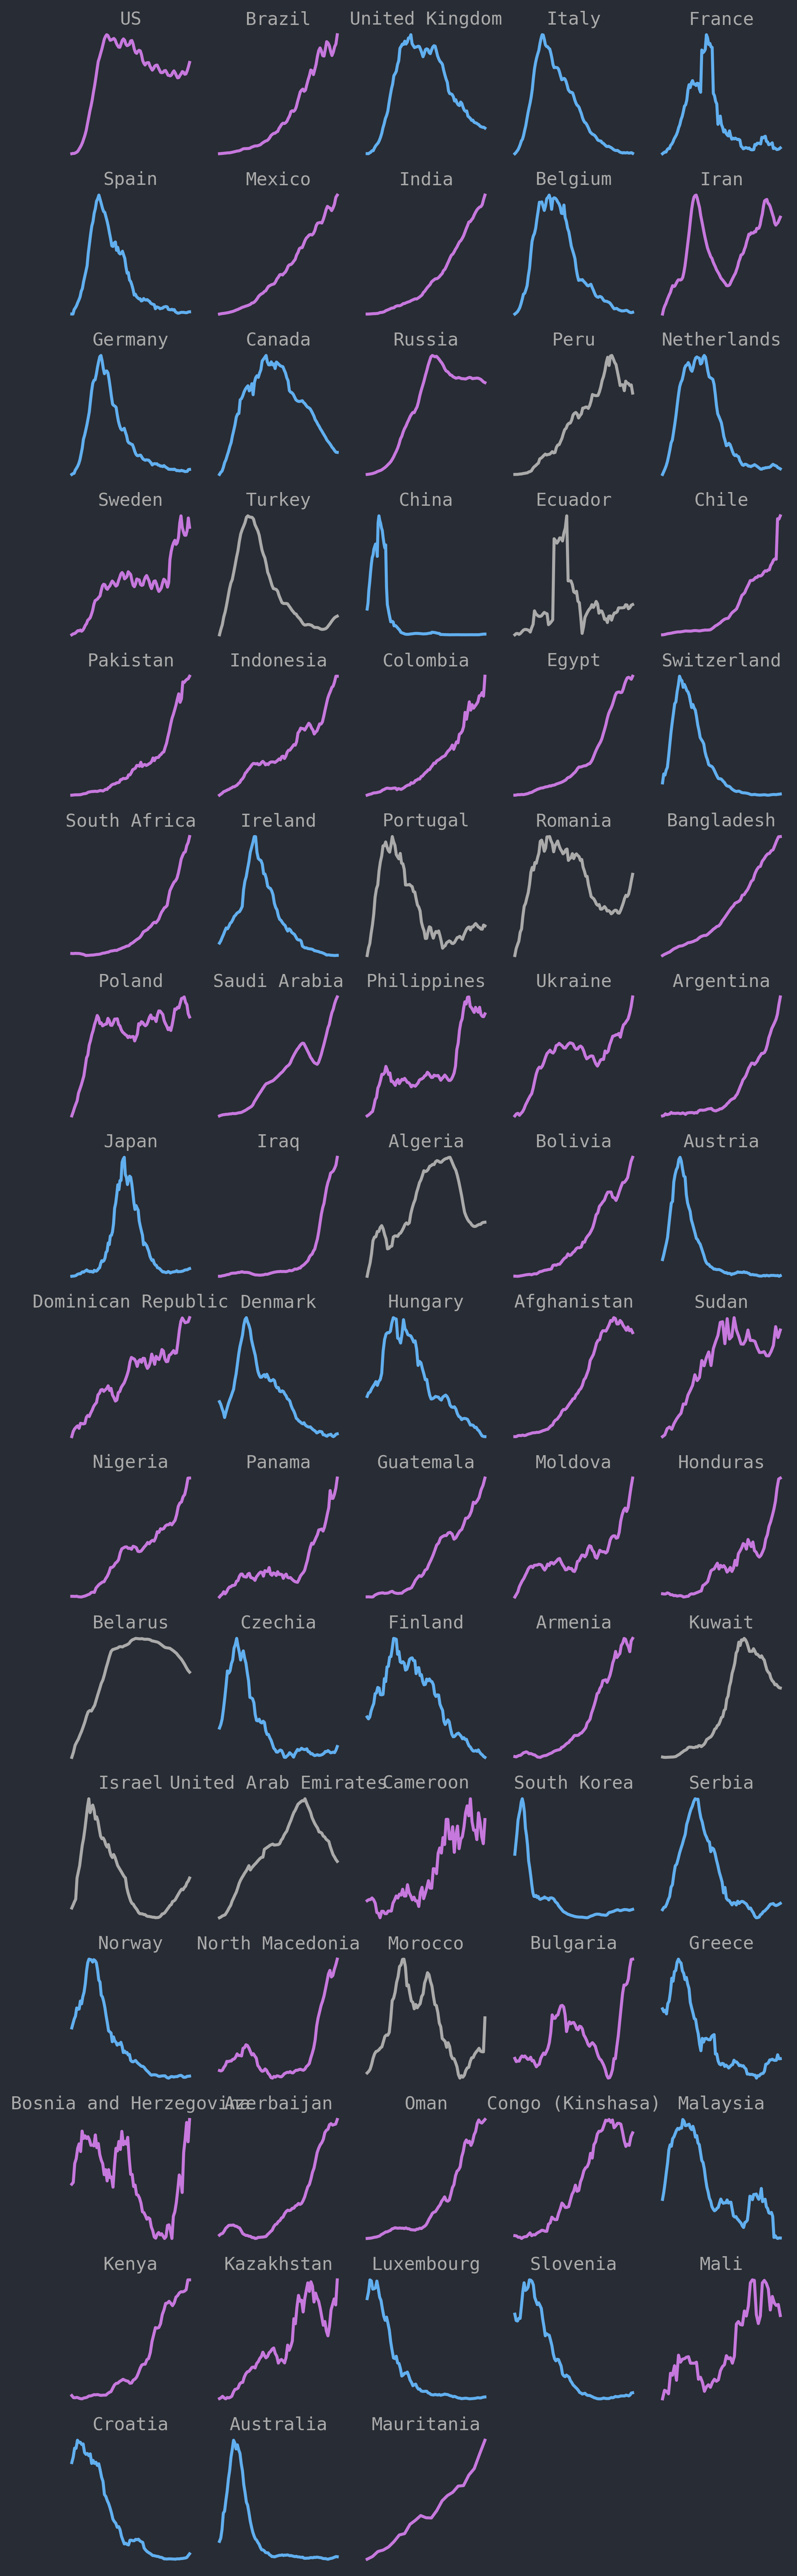 US Brazil United Kingdom Italy France
Spain Mexico India Belgium Iran
Germany Canada Russia Peru Netherlands
Sweden Turkey China Ecuador Chile
Pakistan Indonesia Colombia Egypt Switzerland
South Africa Ireland Portugal Romania Bangladesh
Poland Saudi Arabia Philippines Ukraine Argentina
Japan Iraq Algeria Bolivia Austria
Dominican Republic Denmark Hungary Afghanistan Sudan
Nigeria Panama Guatemala Moldova Honduras
Belarus Czechia Finland Armenia Kuwait
Israel United Arab Emirates Cameroon South Korea Serbia
Norway North Macedonia Morocco Bulgaria Greece
Bosnia and Herzegovina Azerbaijan Oman Congo (Kinshasa) Malaysia
Kenya Kazakhstan Luxembourg Slovenia Mali
Croatia Australia Mauritania